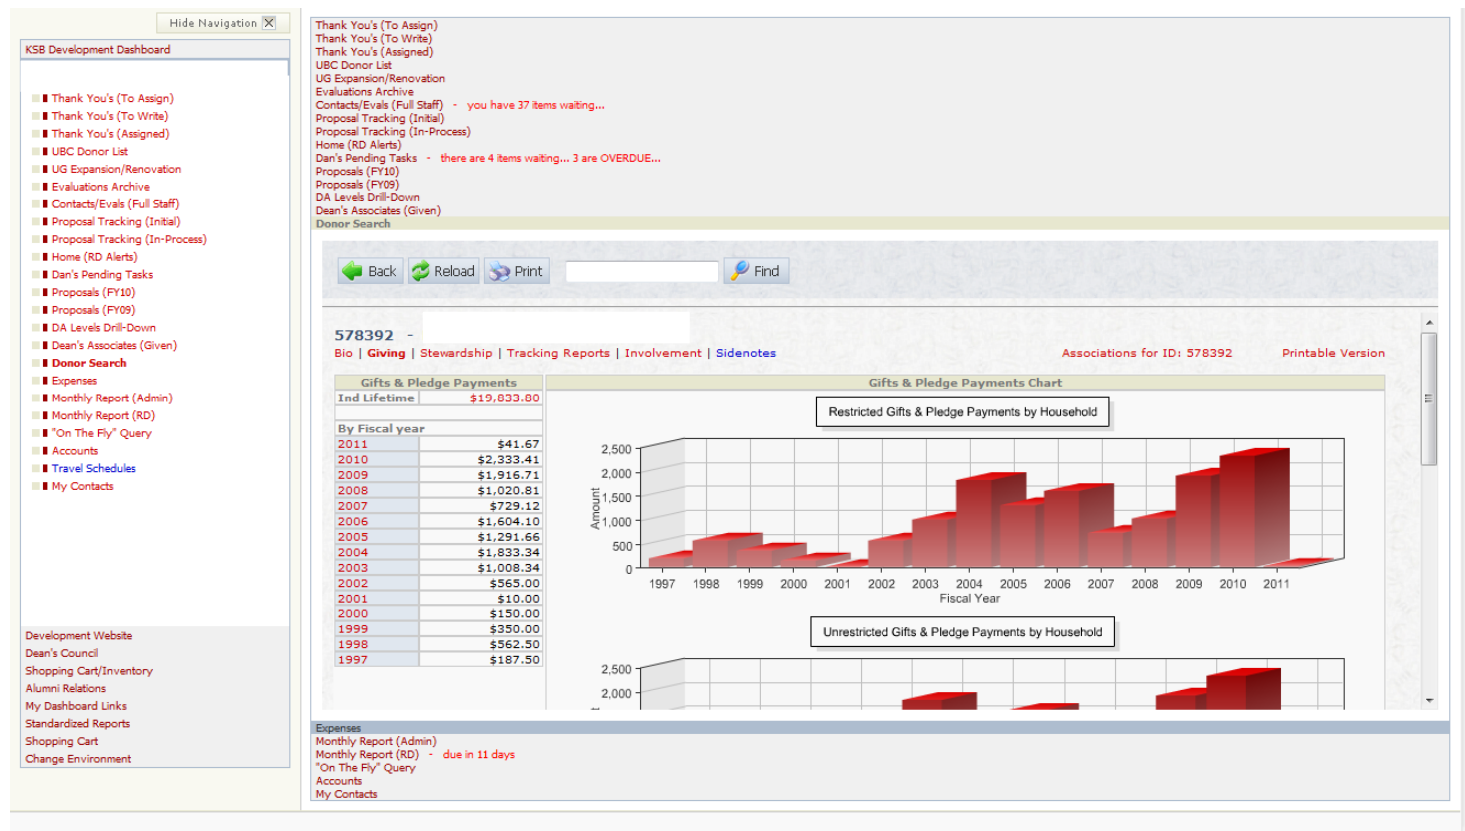 Hide Navigation
KSB Development Dashboard
Thank You's (To Assign)
Thank You's (To Write)
Thank You's (Assigned)
UBC Donor List
UG Expansion/Renovation
Evaluations Archive
Contacts/Evals (Full Staff)
Proposal Tracking (Initial)
Proposal Tracking (In-Process)
Home (RD Alerts)
Dan's Pending Tasks
Proposals (FY10)
Proposals (FY09)
DA Levels Drill-Down
Dean's Associates (Given)
Donor Search
Expenses
Monthly Report (Admin)
Monthly Report (RD)
"On The Fly" Query
Accounts
Travel Schedules
My Contacts
Development Website
Dean's Council
Shopping Cart/Inventory
Alumni Relations
My Dashboard Links
Standardized Reports
Shopping Cart
Change Environment
Thank You's (To Assign)
Thank You's (To Write)
Thank You's (Assigned)
UBC Donor List
UG Expansion/Renovation
Evaluations Archive
Contacts/Evals (Full Staff) - you have 37 items waiting...
Proposal Tracking (Initial)
Proposal Tracking (In-Process)
Home (RD Alerts)
Dan's Pending Tasks - there are 4 items waiting... 3 are OVERDUE...
Proposals (FY10)
Proposals (FY09)
DA Levels Drill-Down
Dean's Associates (Given)
Donor Search
Back Reload Print Find
578392 -
Bio | Giving | Stewardship | Tracking Reports | Involvement | Sidenotes Associations for ID: 578392 Printable Version
Gifts & Pledge Payments
Ind Lifetime $19,833.80
By Fiscal year
2011 $41.67
2010 $2,333.41
2009 $1,916.71
2008 $1,020.81
2007 $729.12
2006 $1,604.10
2005 $1,291.66
2004 $1,833.34
2003 $1,008.34
2002 $565.00
2001 $10.00
2000 $150.00
1999 $350.00
1998 $562.50
1997 $187.50
Gifts & Pledge Payments Chart
Restricted Gifts & Pledge Payments by Household
2,500
2,000
1,500
1,000
500
0
Amount
1997 1998 1999 2000 2001 2002 2003 2004 2005 2006 2007 2008 2009 2010 2011
Fiscal Year
Unrestricted Gifts & Pledge Payments by Household
2,500
2,000
Expenses
Monthly Report (Admin)
Monthly Report (RD) - due in 11 days
"On The Fly" Query
Accounts
My Contacts